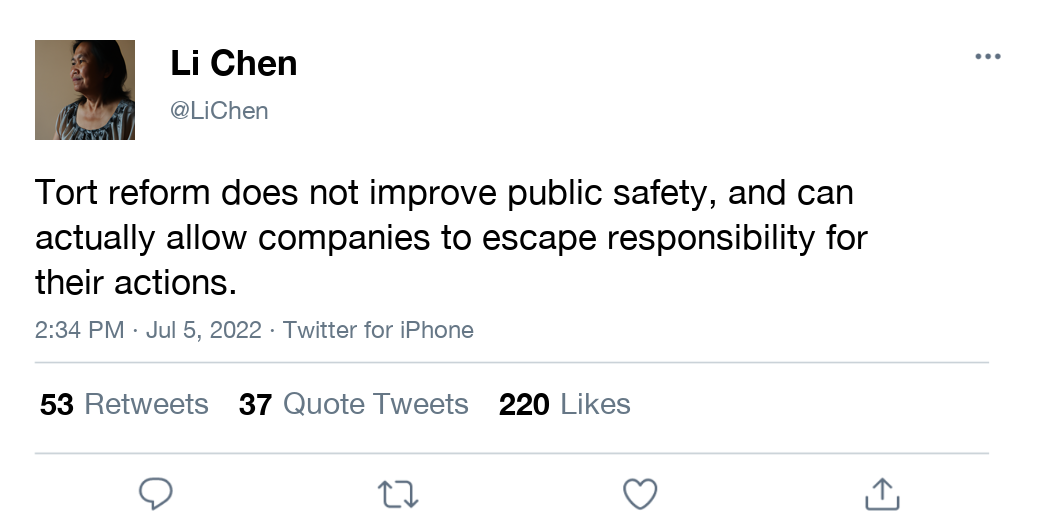 Li Chen
@LiChen
Tort reform does not improve public safety, and can
actually allow companies to escape responsibility for
their actions.
2:34 PM · Jul 5, 2022 · Twitter for iPhone
53 Retweets 37 Quote Tweets 220 Likes